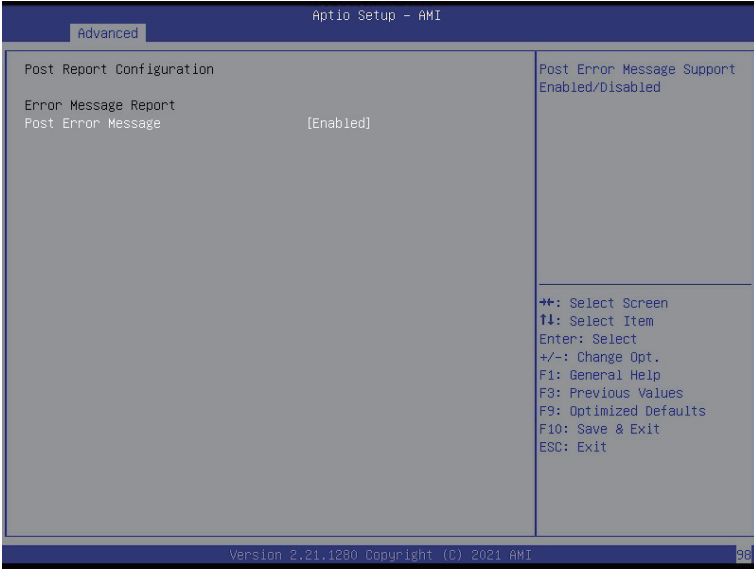 Aptio Setup – AMI
Advanced
Post Report Configuration
Error Message Report
Post Error Message [Enabled]
Post Error Message Support
Enabled/Disabled
→←: Select Screen
↑↓: Select Item
Enter: Select
+/-: Change Opt.
F1: General Help
F3: Previous Values
F9: Optimized Defaults
F10: Save & Exit
ESC: Exit
Version 2.21.1280 Copyright (C) 2021 AMI
98